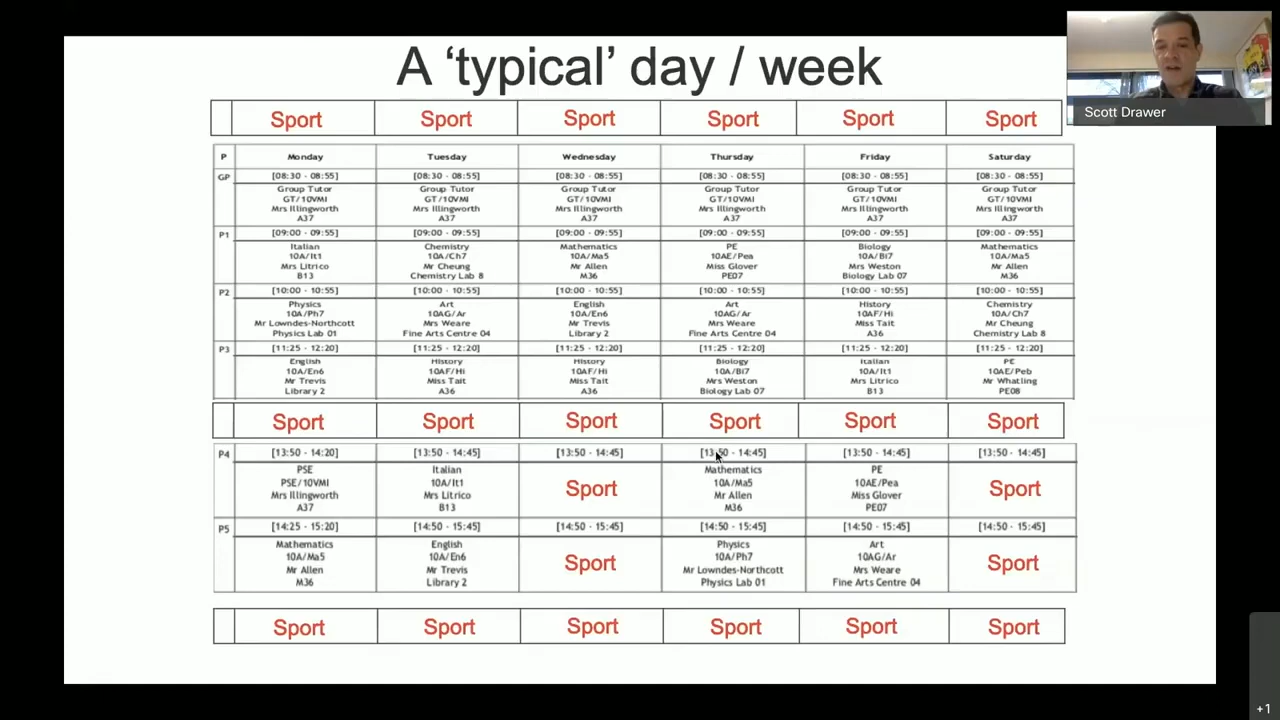 A ‘typical’ day / week
Scott Drawer
Sport Sport Sport Sport Sport Sport
P Monday Tuesday Wednesday Thursday Friday Saturday
GP [08:30 - 08:55] [08:30 - 08:55] [08:30 - 08:55] [08:30 - 08:55] [08:30 - 08:55] [08:30 - 08:55]
Group Tutor Group Tutor Group Tutor Group Tutor Group Tutor Group Tutor
GT/10VMI GT/10VMI GT/10VMI GT/10VMI GT/10VMI GT/10VMI
Mrs Illingworth Mrs Illingworth Mrs Illingworth Mrs Illingworth Mrs Illingworth Mrs Illingworth
A37 A37 A37 A37 A37 A37
P1 [09:00 - 09:55] [09:00 - 09:55] [09:00 - 09:55] [09:00 - 09:55] [09:00 - 09:55] [09:00 - 09:55]
Italian Chemistry Mathematics PE Biology Mathematics
10A/It1 10A/Ch7 10A/Ma5 10AE/Pea 10A/Bi7 10A/Ma5
Mrs Litrico Mr Cheung Mr Allen Miss Glover Mrs Weston Mr Allen
B13 Chemistry Lab 8 M36 PE07 Biology Lab 07 M36
P2 [10:00 - 10:55] [10:00 - 10:55] [10:00 - 10:55] [10:00 - 10:55] [10:00 - 10:55] [10:00 - 10:55]
Physics Art English Art History Chemistry
10A/Ph7 10AG/Ar 10A/En6 10AG/Ar 10AF/Hi 10A/Ch7
Mr Lowndes-Northcott Mrs Weare Mr Trevis Mrs Weare Miss Tait Mr Cheung
Physics Lab 01 Fine Arts Centre 04 Library 2 Fine Arts Centre 04 A36 Chemistry Lab 8
P3 [11:25 - 12:20] [11:25 - 12:20] [11:25 - 12:20] [11:25 - 12:20] [11:25 - 12:20] [11:25 - 12:20]
English History History Biology Italian PE
10A/En6 10AF/Hi 10AF/Hi 10A/Bi7 10A/It1 10AE/Peb
Mr Trevis Miss Tait Miss Tait Mrs Weston Mrs Litrico Mr Whatling
Library 2 A36 A36 Biology Lab 07 B13 PE08
Sport Sport Sport Sport Sport Sport
P4 [13:50 - 14:20] [13:50 - 14:45] [13:50 - 14:45] [13:50 - 14:45] [13:50 - 14:45] [13:50 - 14:45]
PSE Italian Sport Mathematics PE Sport
PSE/10VMI 10A/It1 10A/Ma5 10AE/Pea
Mrs Illingworth Mrs Litrico Mr Allen Miss Glover
A37 B13 M36 PE07
P5 [14:25 - 15:20] [14:50 - 15:45] [14:50 - 15:45] [14:50 - 15:45] [14:50 - 15:45] [14:50 - 15:45]
Mathematics English Sport Physics Art Sport
10A/Ma5 10A/En6 10A/Ph7 10AG/Ar
Mr Allen Mr Trevis Mr Lowndes-Northcott Mrs Weare
M36 Library 2 Physics Lab 01 Fine Arts Centre 04
Sport Sport Sport Sport Sport Sport
+1